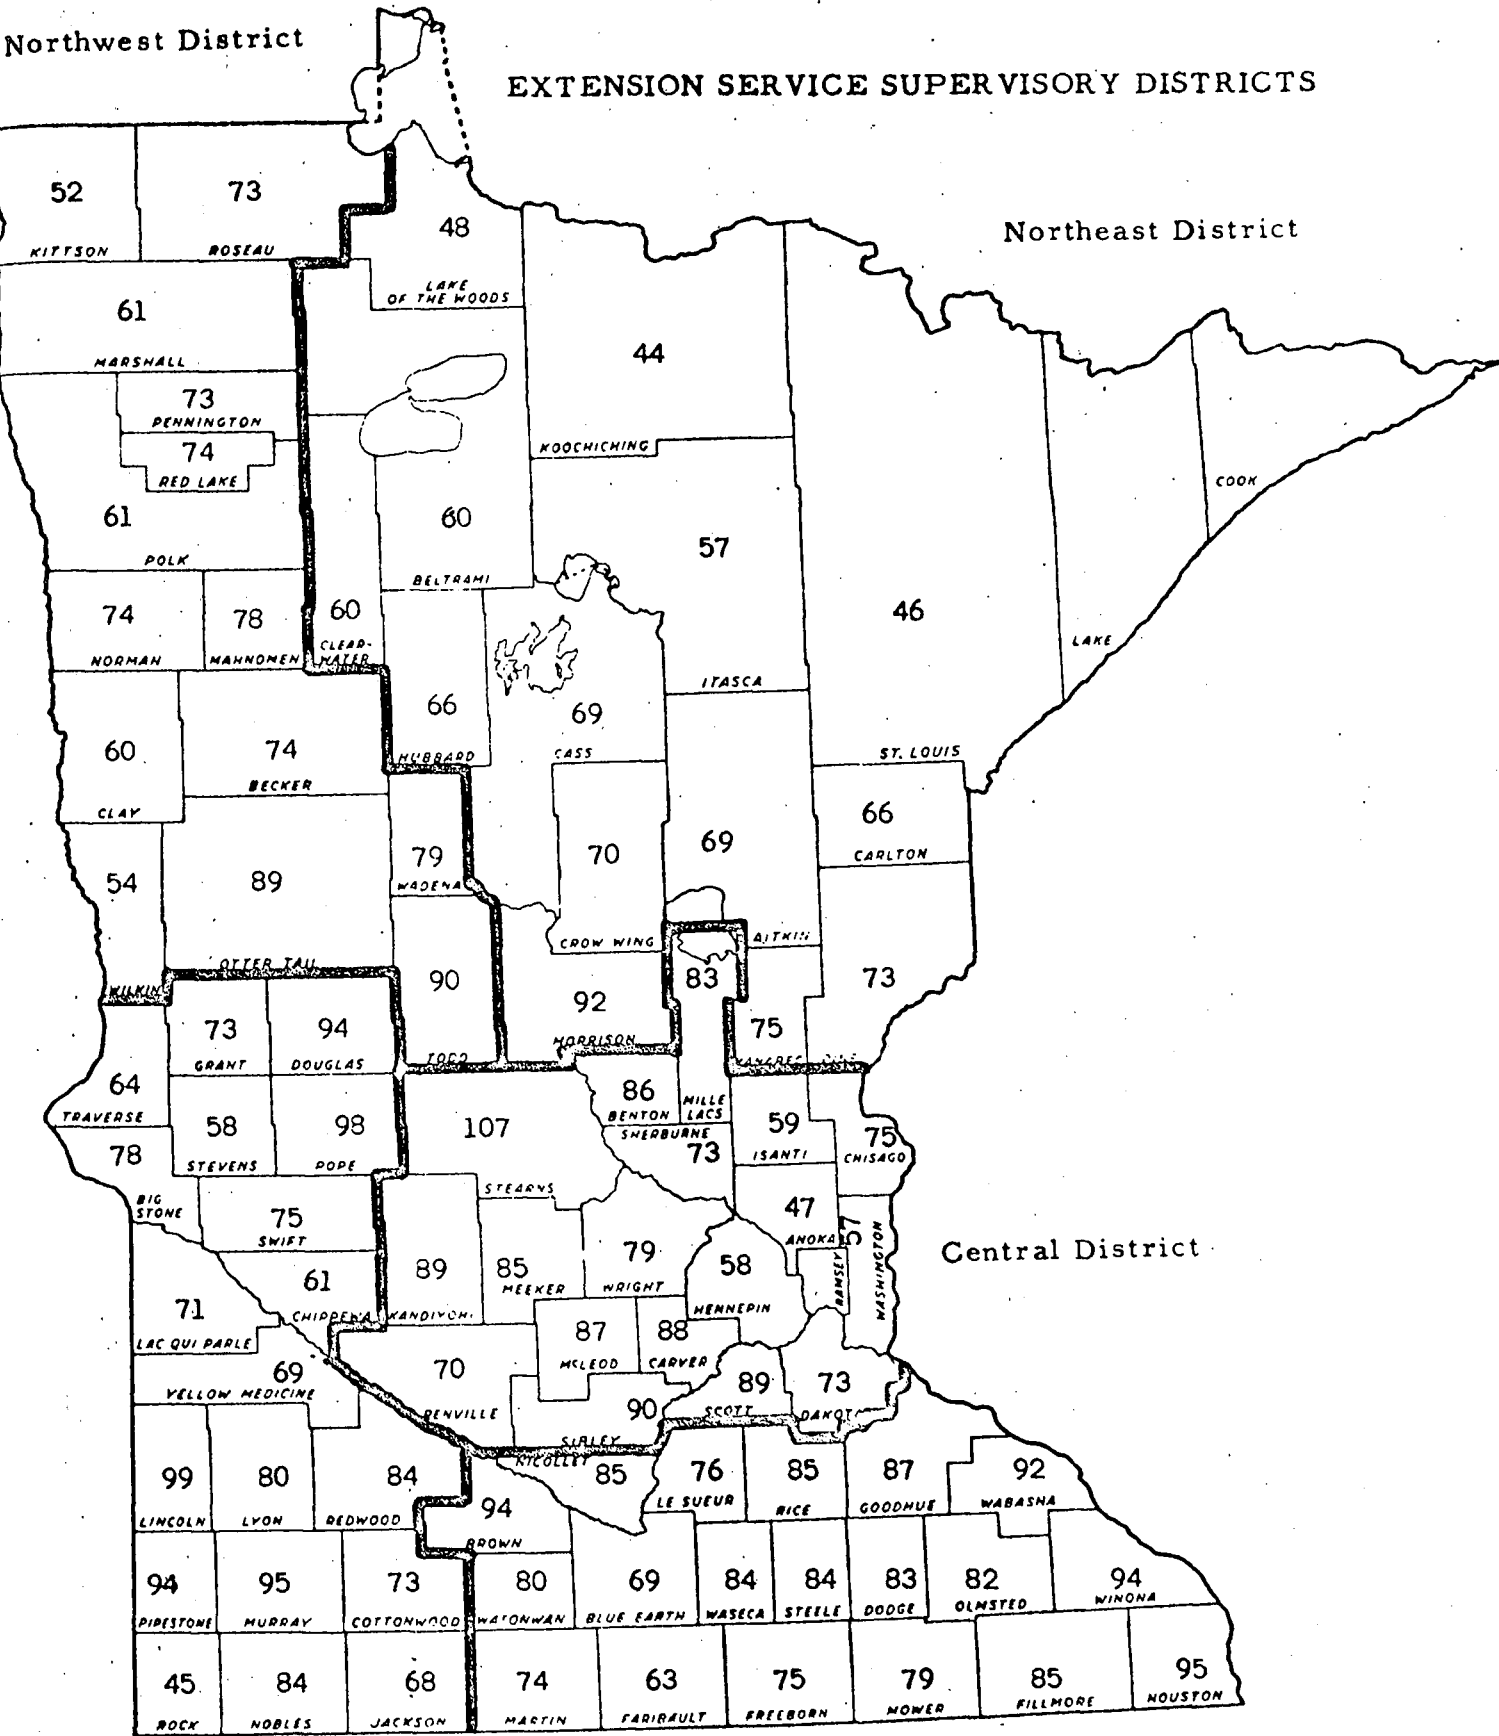 Northwest District
EXTENSION SERVICE SUPERVISORY DISTRICTS
Northeast District
52
KITTSON
73
ROSEAU
48
LAKE
OF THE WOODS
61
MARSHALL
44
KOOCHICHING
73
PENNINGTON
74
RED LAKE
61
POLK
60
BELTRAMI
57
ITASCA
46
ST. LOUIS
LAKE
COOK
74
NORMAN
78
MAHNOMEN
60
CLEAR-
WATER
66
HUBBARD
69
CASS
60
CLAY
74
BECKER
79
WADENA
70
CROW WING
69
AITKIN
66
CARLTON
54
WILKIN
89
OTTER TAIL
90
TODD
92
MORRISON
83
MILLE
LACS
75
KANABEC
73
PINE
73
GRANT
94
DOUGLAS
64
TRAVERSE
58
STEVENS
98
POPE
107
STEARNS
86
BENTON
SHERBURNE
73
59
ISANTI
75
CHISAGO
78
BIG
STONE
75
SWIFT
61
CHIPPEWA
89
KANDIYOHI
85
MEEKER
79
WRIGHT
58
HENNEPIN
47
ANOKA
RAMSEY
WASHINGTON
Central District
71
LAC QUI PARLE
69
YELLOW MEDICINE
70
RENVILLE
87
MCLEOD
88
CARVER
90
SIBLEY
89
SCOTT
73
DAKOTA
99
LINCOLN
80
LYON
84
REDWOOD
94
BROWN
NICOLLET
85
76
LE SUEUR
85
RICE
87
GOODHUE
92
WABASHA
94
PIPESTONE
95
MURRAY
73
COTTONWOOD
80
WATONWAN
69
BLUE EARTH
84
WASECA
84
STEELE
83
DODGE
82
OLMSTED
94
WINONA
45
ROCK
84
NOBLES
68
JACKSON
74
MARTIN
63
FARIBAULT
75
FREEBORN
79
MOWER
85
FILLMORE
95
HOUSTON